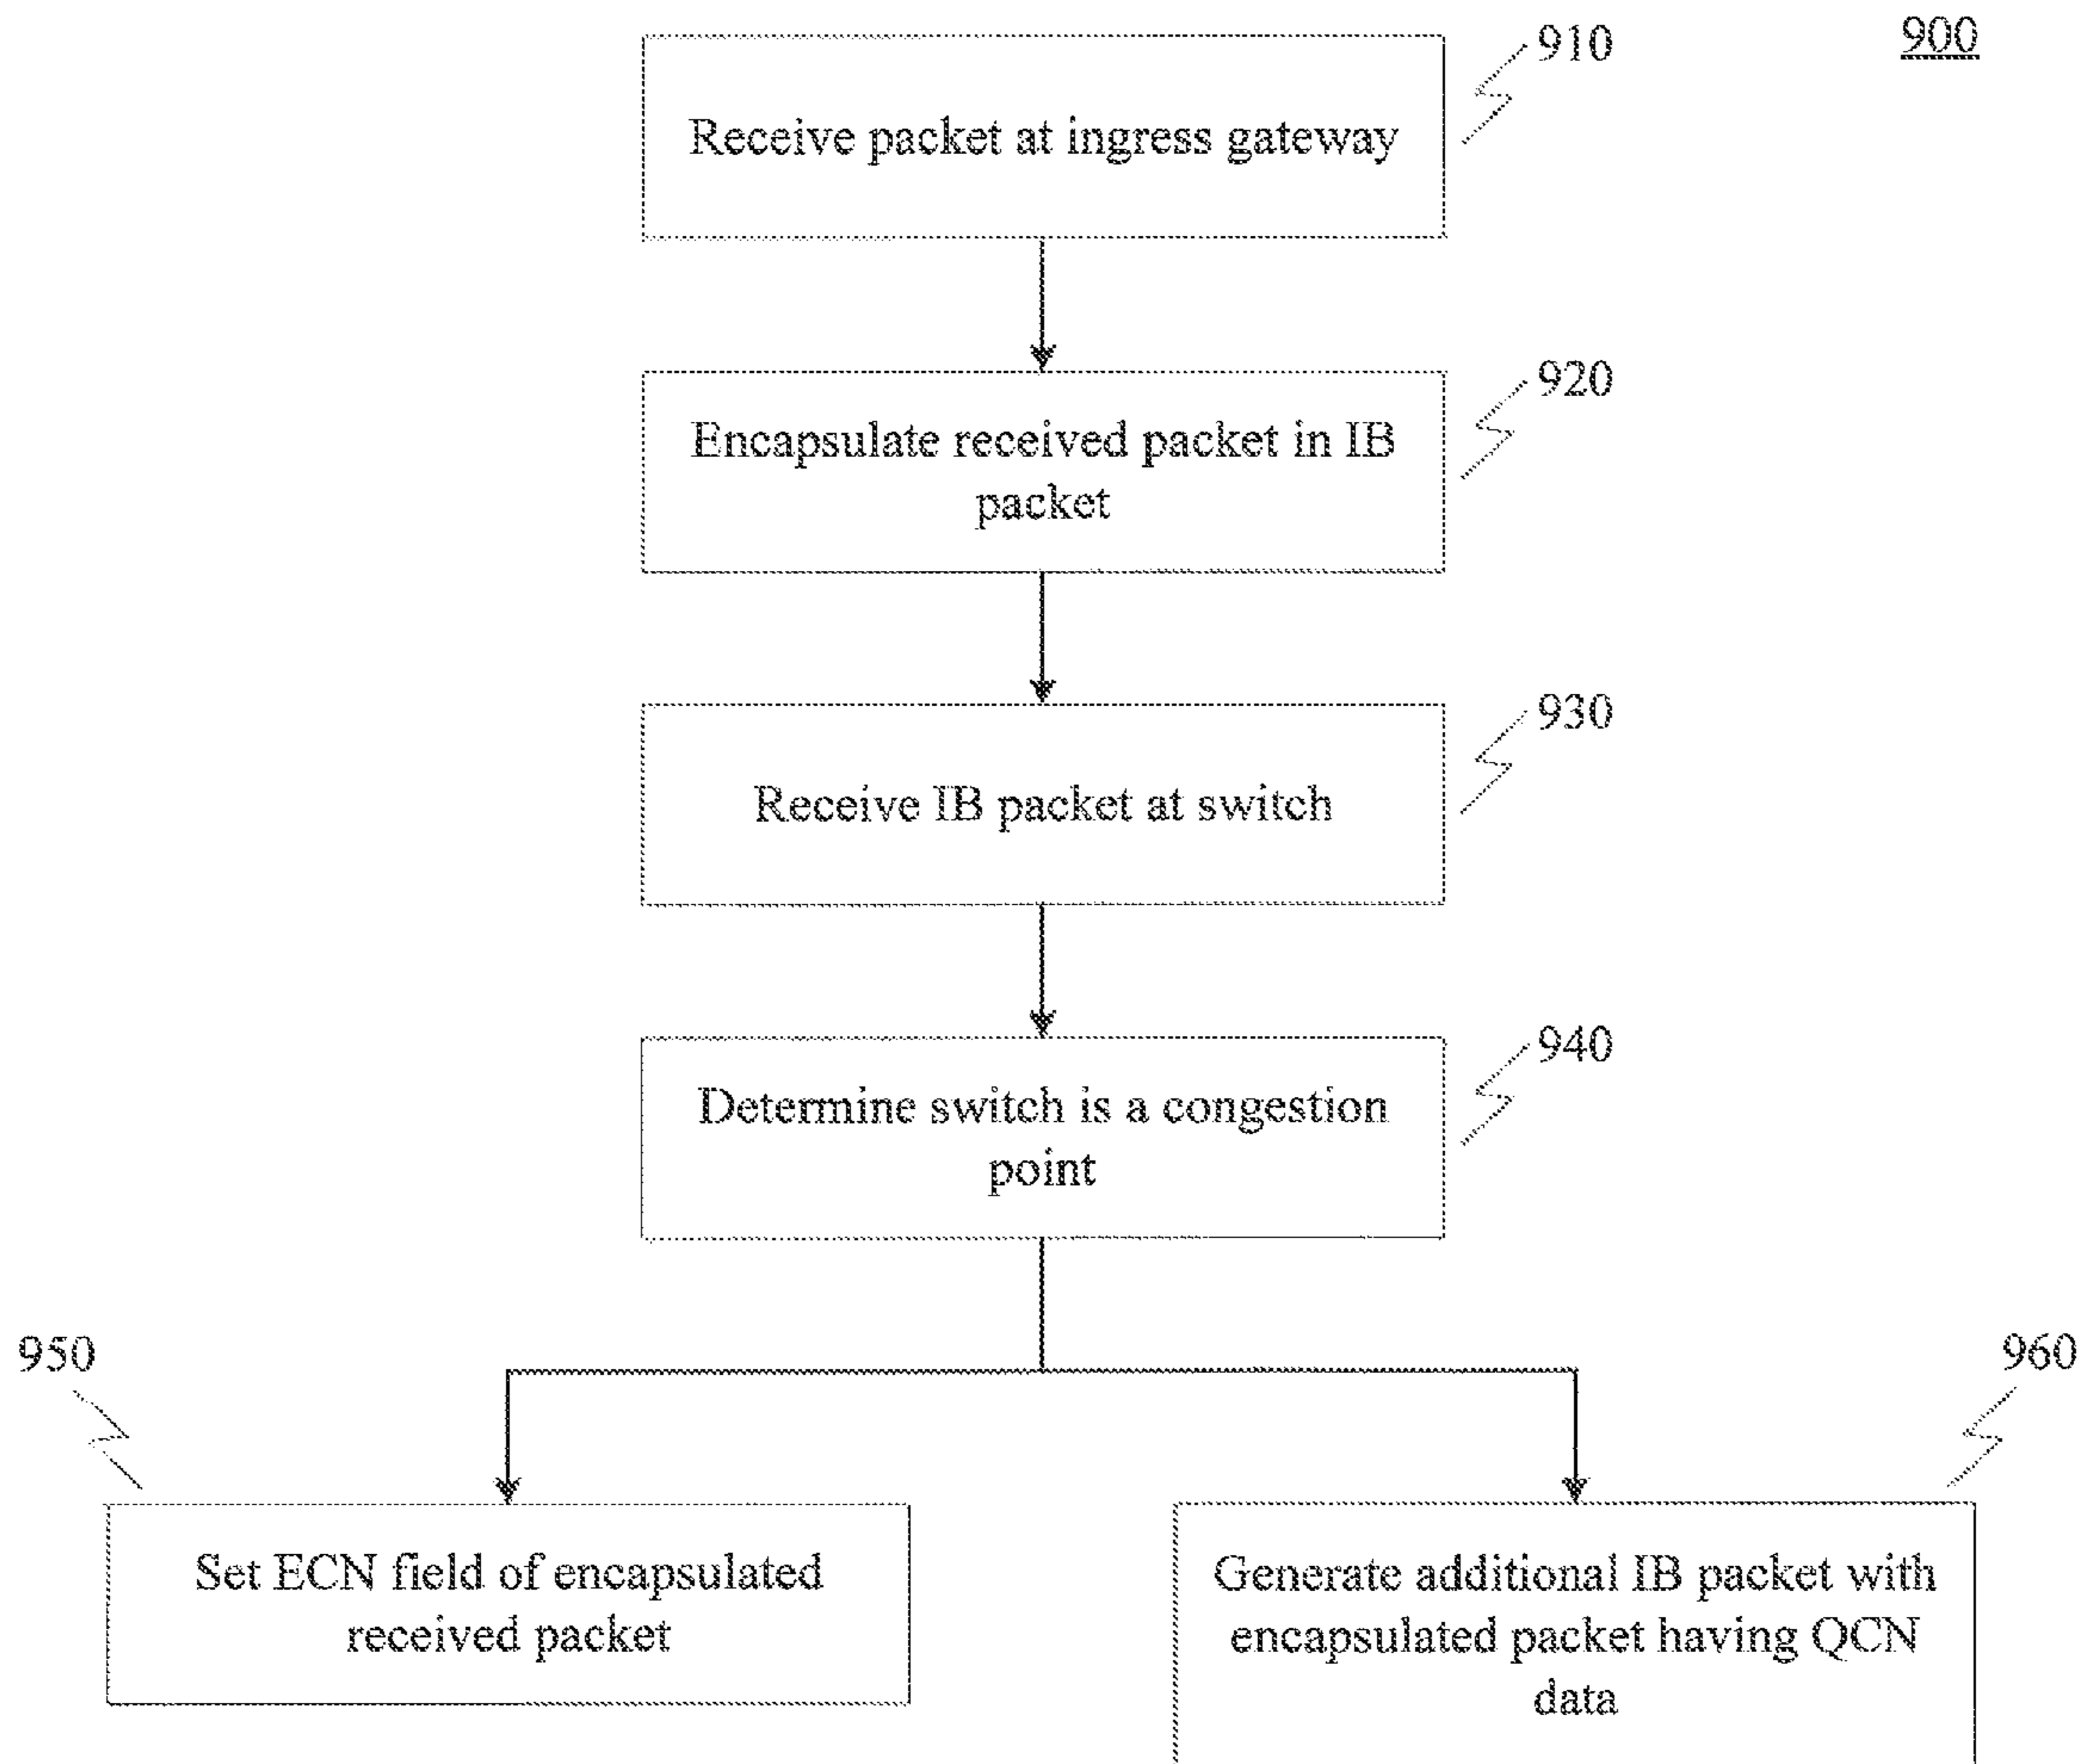 900
910
Receive packet at ingress gateway
920
Encapsulate received packet in IB
packet
930
Receive IB packet at switch
940
Determine switch is a congestion
point
950
Set ECN field of encapsulated
received packet
960
Generate additional IB packet with
encapsulated packet having QCN
data